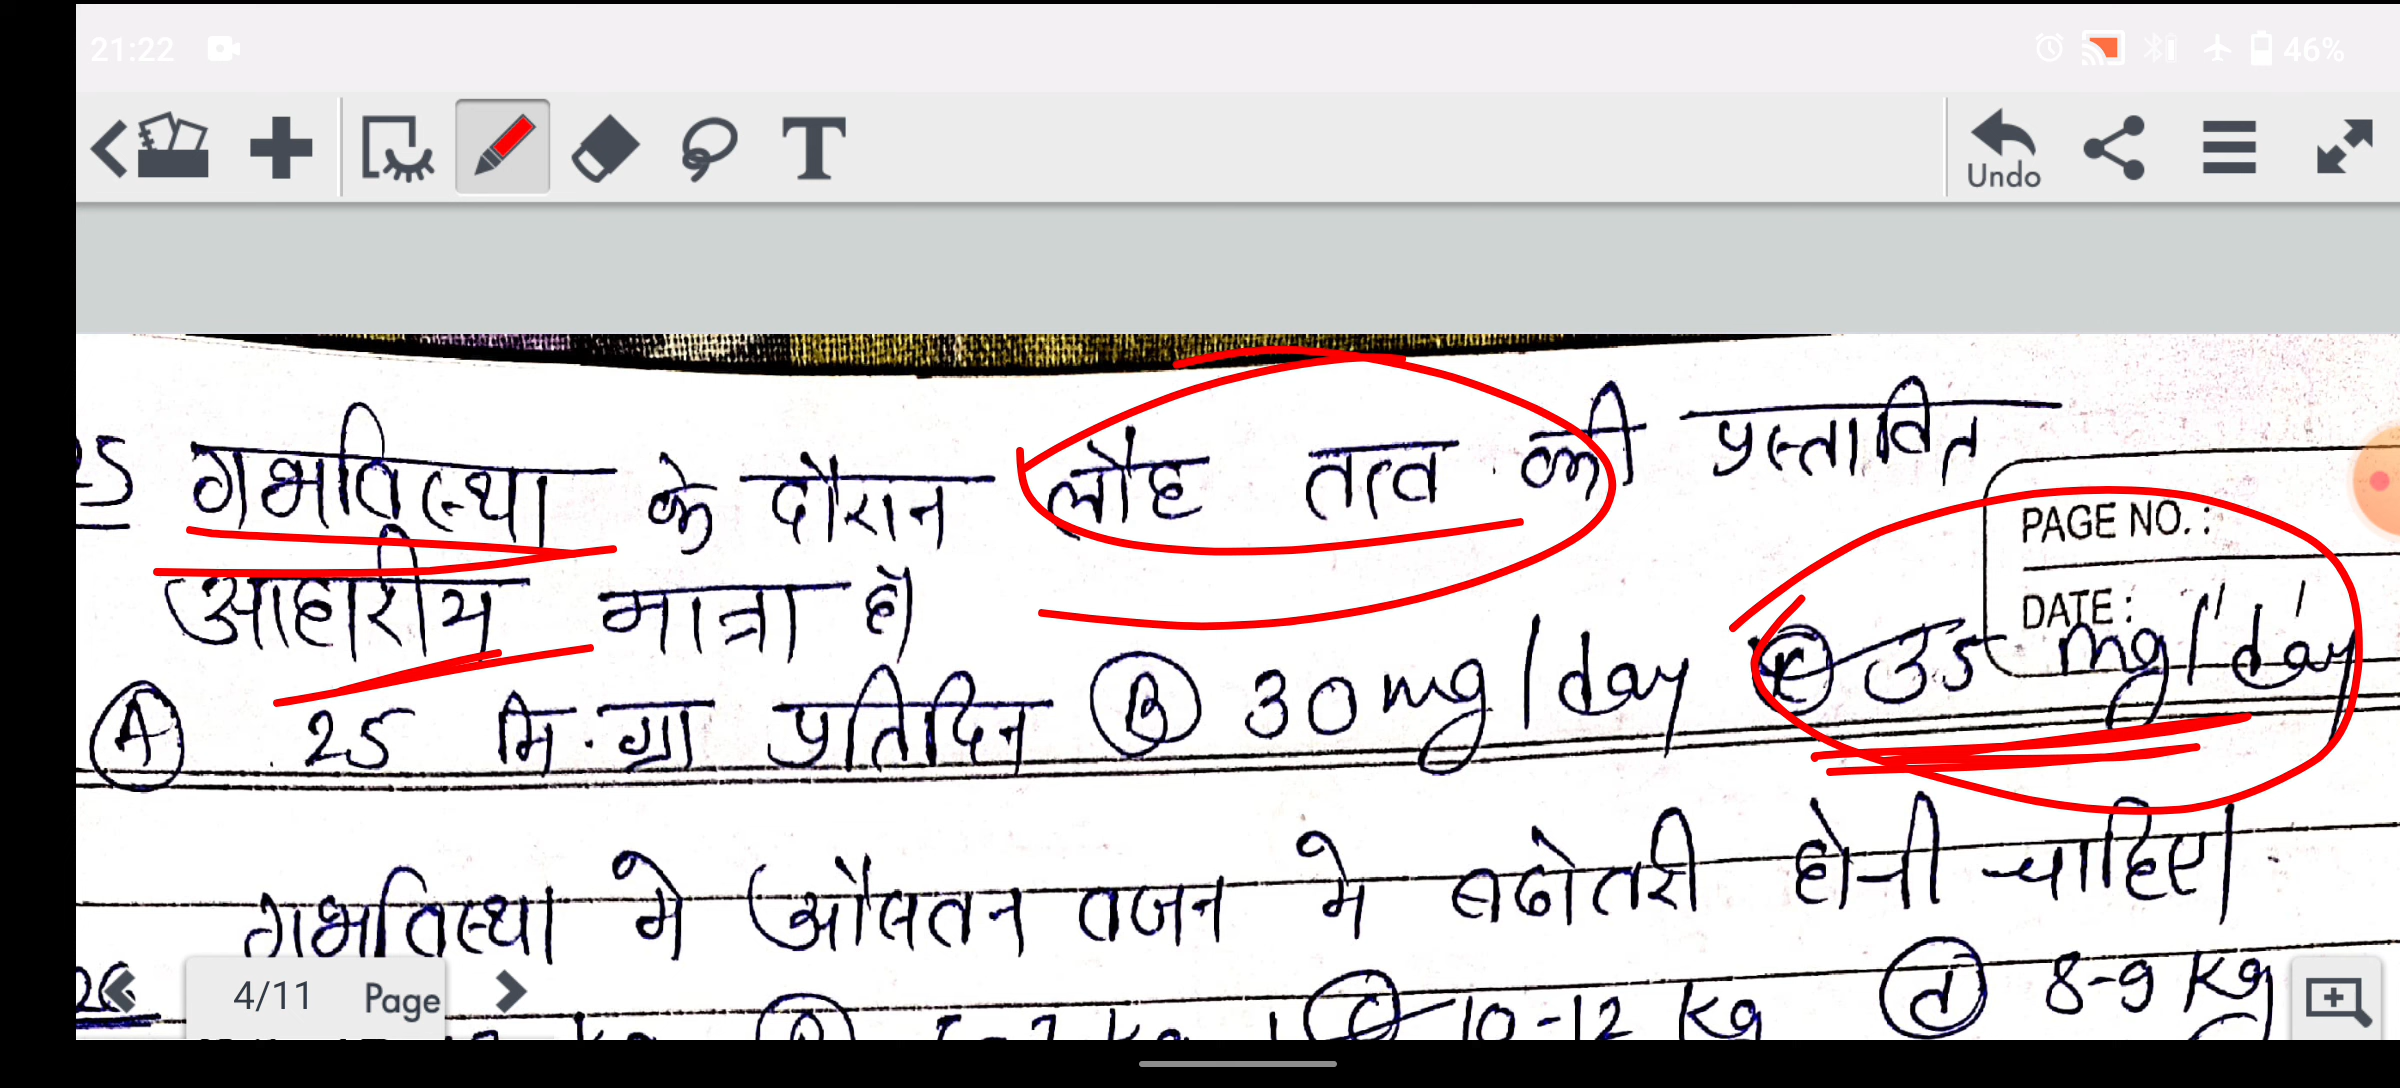 21:22 46%
T Undo
25 गर्भावस्था के दौरान लौह तत्व की प्रस्तावित
PAGE NO. :
आहारीय मात्रा है
DATE :
A 25 मि.ग्रा प्रतिदिन B 30 mg/day C 35 mg/day
गर्भावस्था मे औसतन वजन मे बढोतरी होनी चाहिए।
26 4/11 Page
C 10-12 kg d 8-9 kg